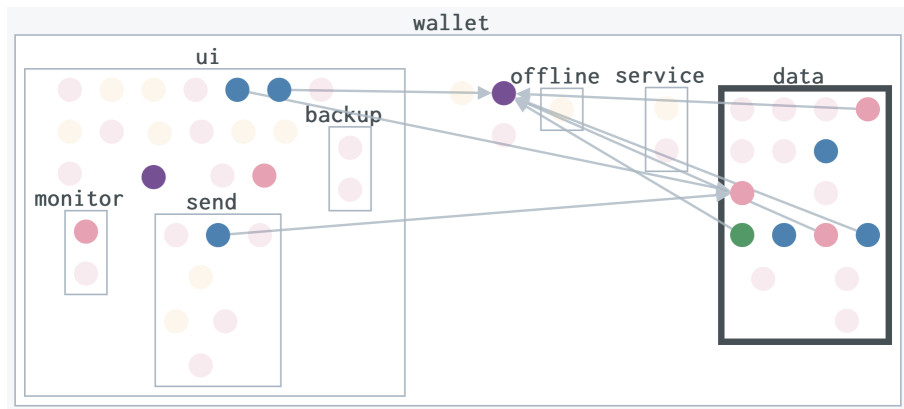 wallet
ui
offline
service
data
backup
monitor
send